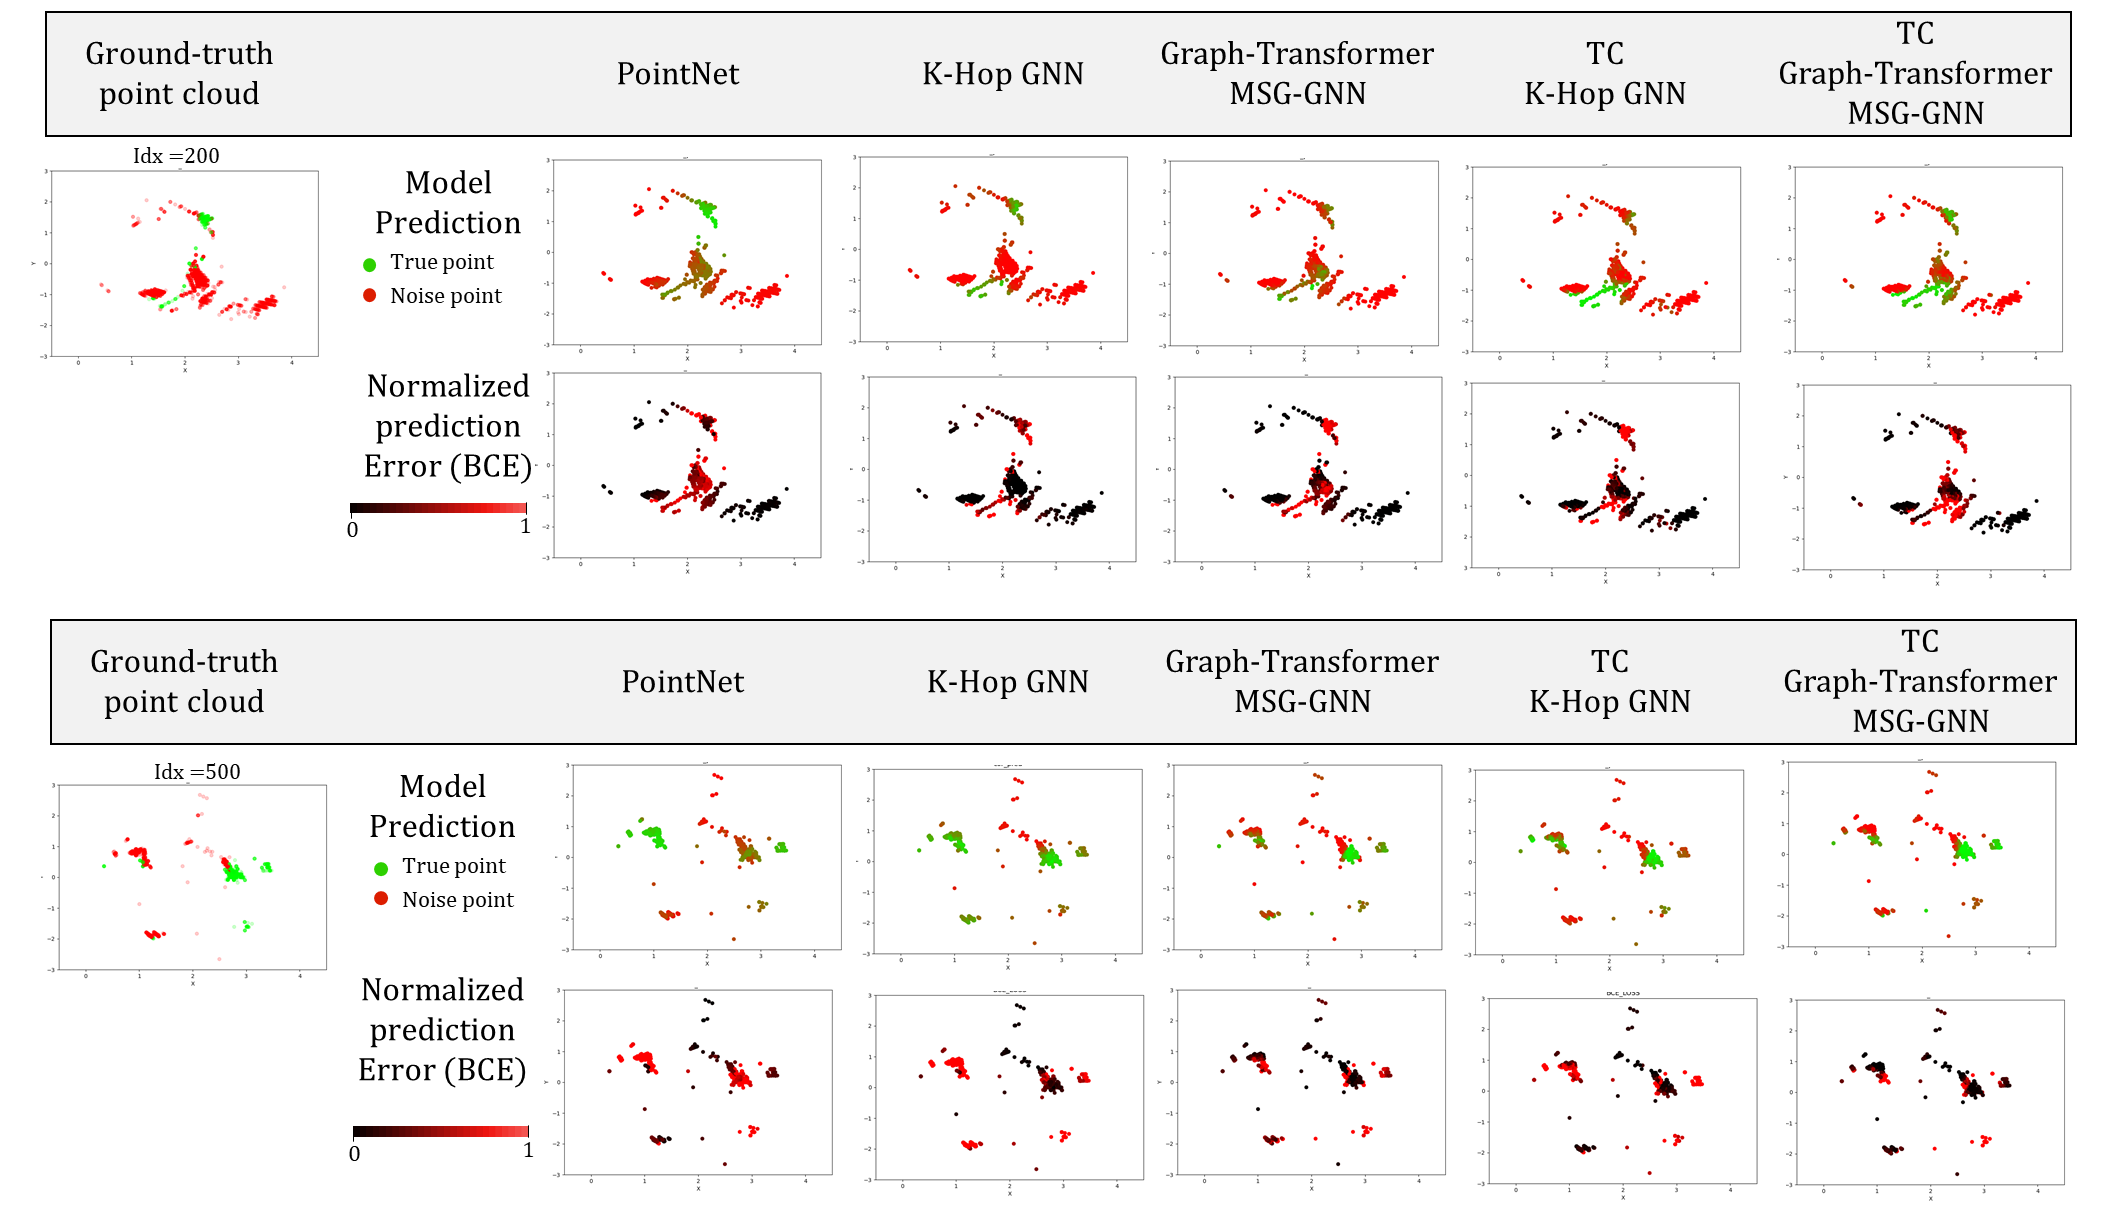 Ground-truth
point cloud
PointNet
K-Hop GNN
Graph-Transformer
MSG-GNN
TC
K-Hop GNN
TC
Graph-Transformer
MSG-GNN
Idx =200
Model
Prediction
True point
Noise point
Normalized
prediction
Error (BCE)
0 1
Ground-truth
point cloud
PointNet
K-Hop GNN
Graph-Transformer
MSG-GNN
TC
K-Hop GNN
TC
Graph-Transformer
MSG-GNN
Idx =500
Model
Prediction
True point
Noise point
Normalized
prediction
Error (BCE)
0 1